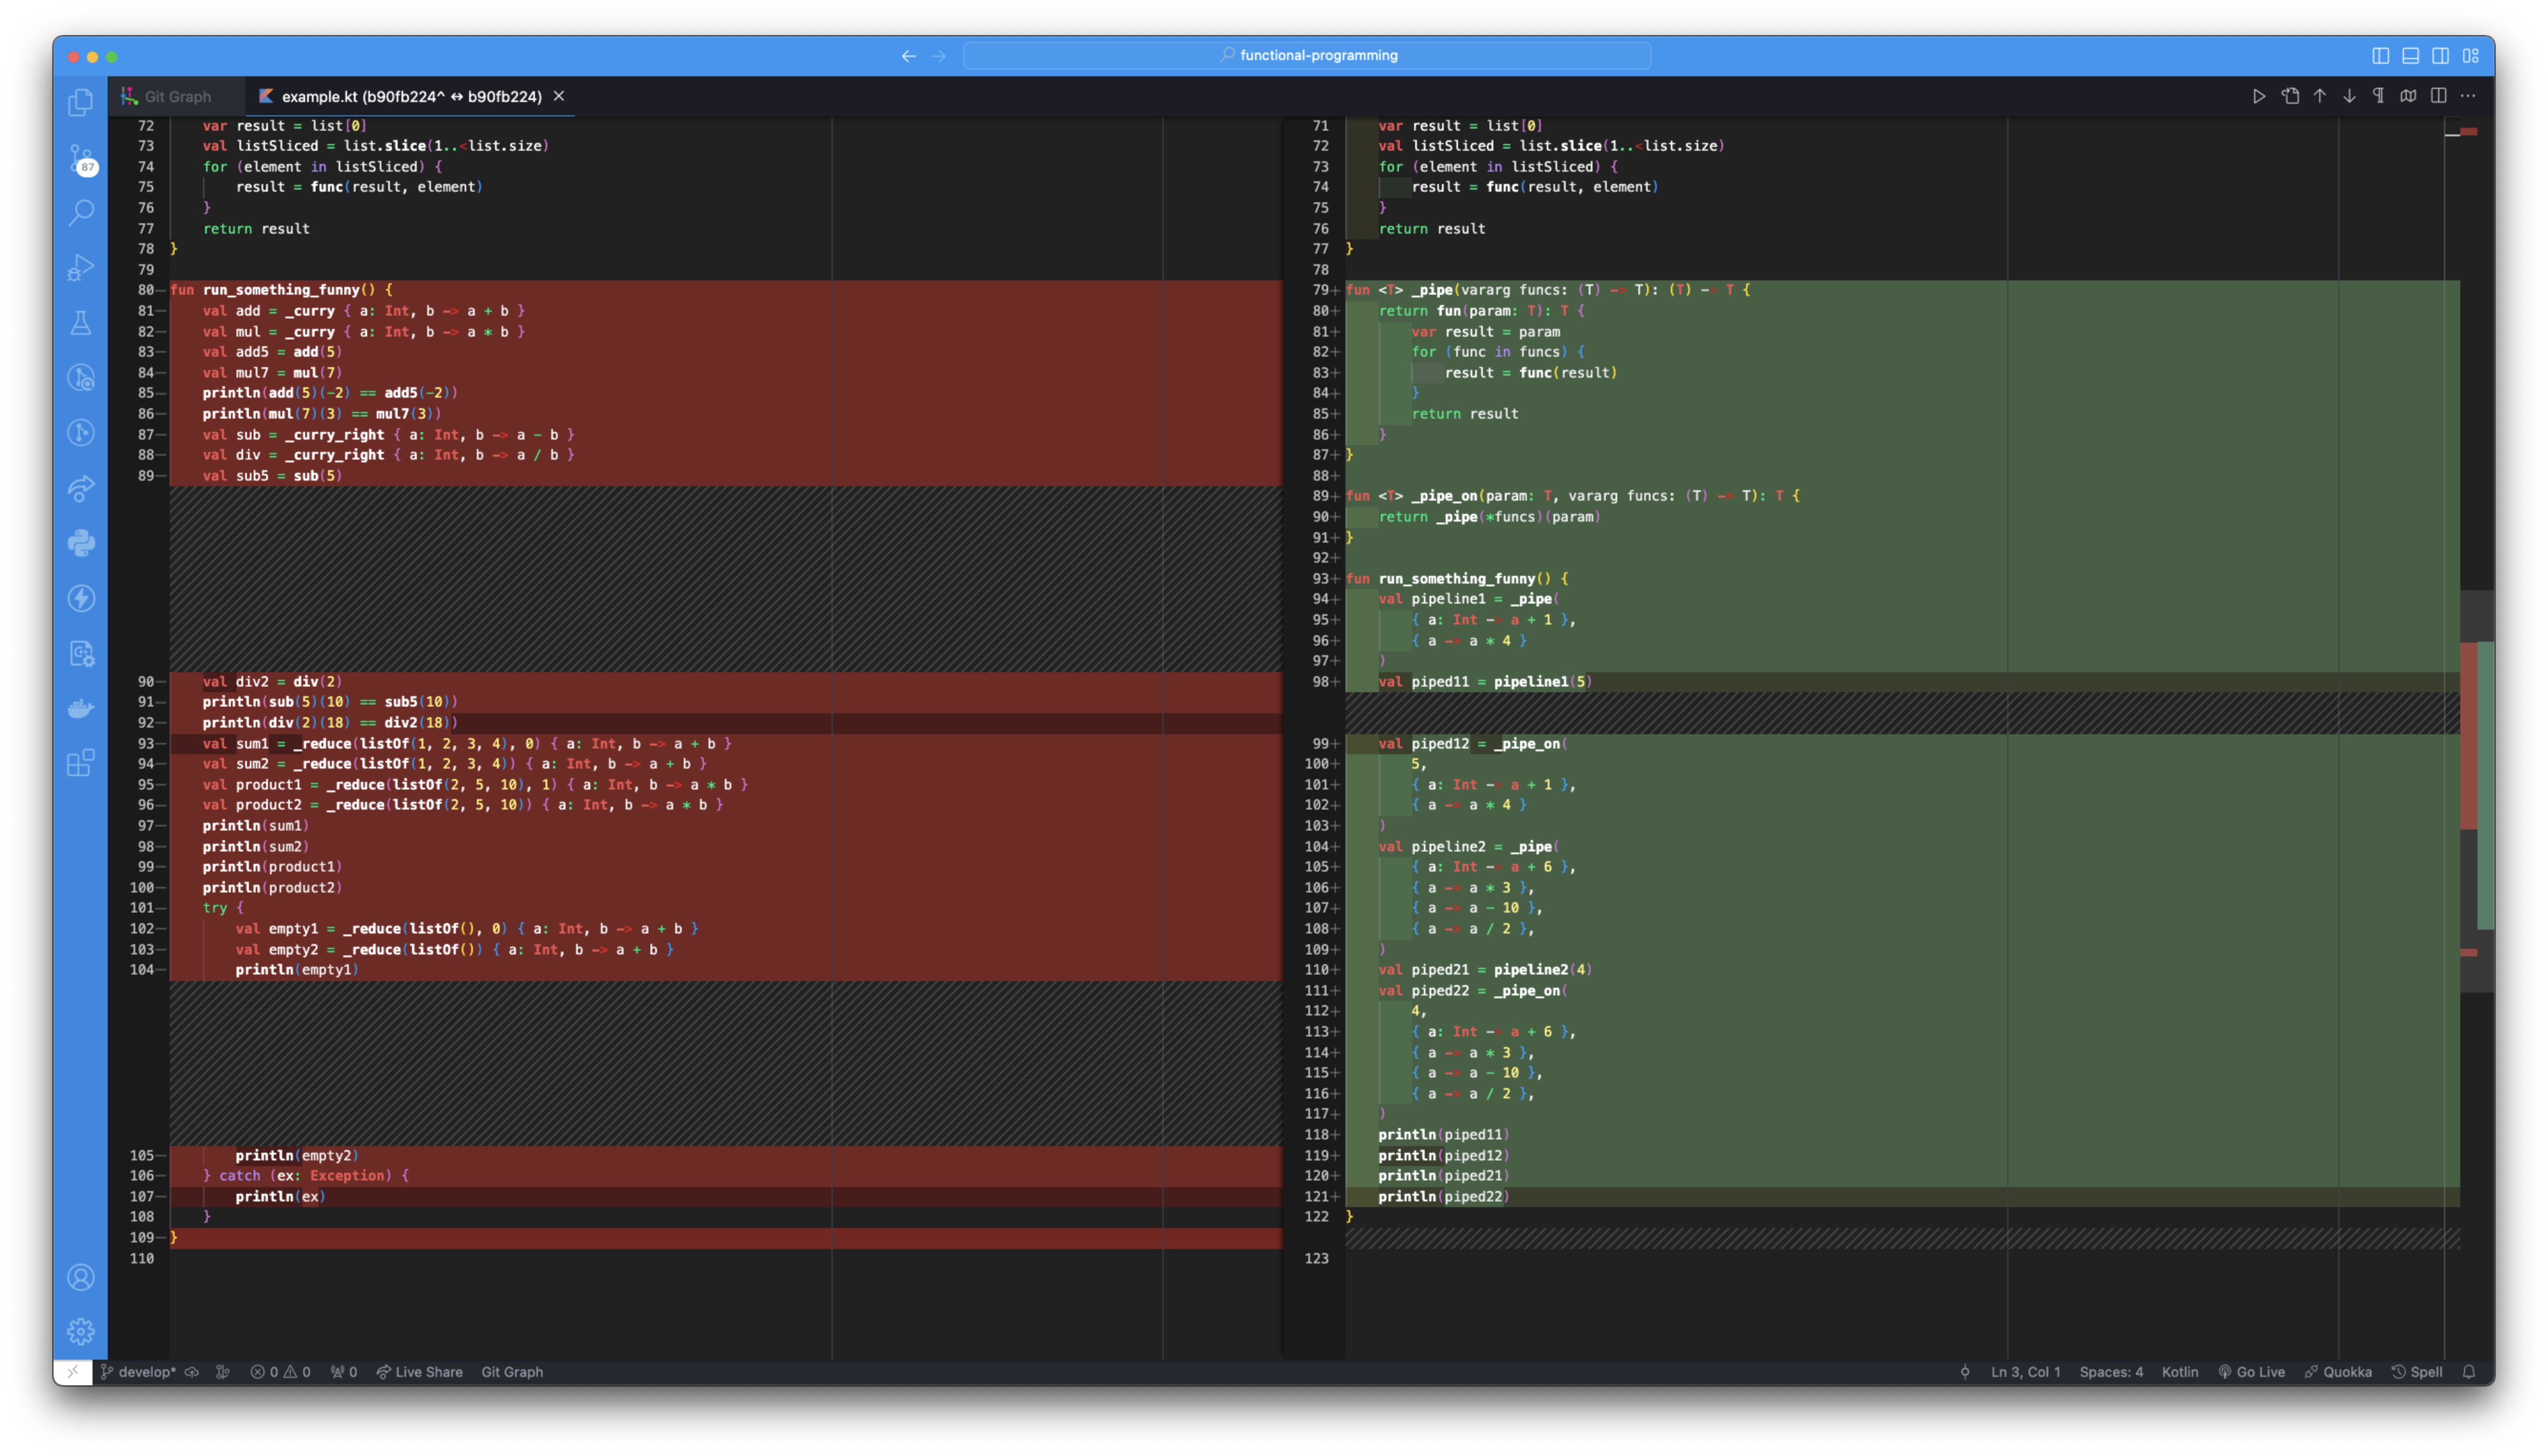 functional-programming
Git Graph
example.kt (b90fb224^ ↔ b90fb224)
87
72     var result = list[0]
73     val listSliced = list.slice(1..<list.size)
74     for (element in listSliced) {
75         result = func(result, element)
76     }
77     return result
78 }
79
80— fun run_something_funny() {
81—     val add = _curry { a: Int, b -> a + b }
82—     val mul = _curry { a: Int, b -> a * b }
83—     val add5 = add(5)
84—     val mul7 = mul(7)
85—     println(add(5)(-2) == add5(-2))
86—     println(mul(7)(3) == mul7(3))
87—     val sub = _curry_right { a: Int, b -> a - b }
88—     val div = _curry_right { a: Int, b -> a / b }
89—     val sub5 = sub(5)
90—     val div2 = div(2)
91—     println(sub(5)(10) == sub5(10))
92—     println(div(2)(18) == div2(18))
93—     val sum1 = _reduce(listOf(1, 2, 3, 4), 0) { a: Int, b -> a + b }
94—     val sum2 = _reduce(listOf(1, 2, 3, 4)) { a: Int, b -> a + b }
95—     val product1 = _reduce(listOf(2, 5, 10), 1) { a: Int, b -> a * b }
96—     val product2 = _reduce(listOf(2, 5, 10)) { a: Int, b -> a * b }
97—     println(sum1)
98—     println(sum2)
99—     println(product1)
100—     println(product2)
101—     try {
102—         val empty1 = _reduce(listOf(), 0) { a: Int, b -> a + b }
103—         val empty2 = _reduce(listOf()) { a: Int, b -> a + b }
104—         println(empty1)
105—         println(empty2)
106—     } catch (ex: Exception) {
107—         println(ex)
108     }
109— }
110
71     var result = list[0]
72     val listSliced = list.slice(1..<list.size)
73     for (element in listSliced) {
74         result = func(result, element)
75     }
76     return result
77 }
78
79+ fun <T> _pipe(vararg funcs: (T) -> T): (T) -> T {
80+     return fun(param: T): T {
81+         var result = param
82+         for (func in funcs) {
83+             result = func(result)
84+         }
85+         return result
86+     }
87+ }
88+
89+ fun <T> _pipe_on(param: T, vararg funcs: (T) -> T): T {
90+     return _pipe(*funcs)(param)
91+ }
92+
93+ fun run_something_funny() {
94+     val pipeline1 = _pipe(
95+         { a: Int -> a + 1 },
96+         { a -> a * 4 }
97+     )
98+     val piped11 = pipeline1(5)
99+     val piped12 = _pipe_on(
100+         5,
101+         { a: Int -> a + 1 },
102+         { a -> a * 4 }
103+     )
104+     val pipeline2 = _pipe(
105+         { a: Int -> a + 6 },
106+         { a -> a * 3 },
107+         { a -> a - 10 },
108+         { a -> a / 2 },
109+     )
110+     val piped21 = pipeline2(4)
111+     val piped22 = _pipe_on(
112+         4,
113+         { a: Int -> a + 6 },
114+         { a -> a * 3 },
115+         { a -> a - 10 },
116+         { a -> a / 2 },
117+     )
118+     println(piped11)
119+     println(piped12)
120+     println(piped21)
121+     println(piped22)
122 }
123
develop* 0 0 0 Live Share Git Graph Ln 3, Col 1 Spaces: 4 Kotlin Go Live Quokka Spell